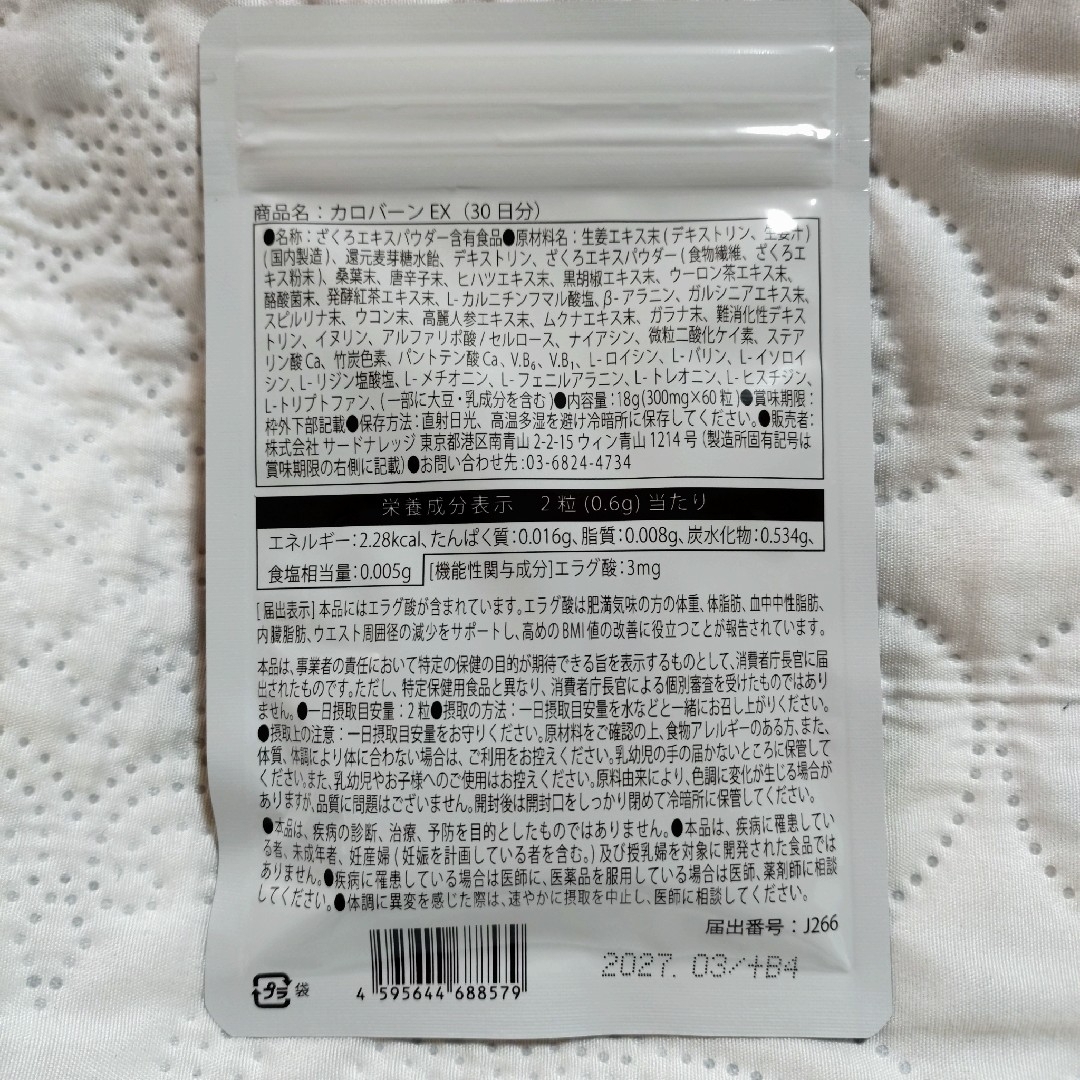 商品名：カロバーン EX（30 日分）
●名称：ざくろエキスパウダー含有食品●原材料名：生姜エキス末（デキストリン、生姜汁）
（国内製造）、還元麦芽糖水飴、デキストリン、ざくろエキスパウダー（食物繊維、ざくろエ
キス粉末）、桑葉末、唐辛子末、ヒハツエキス末、黒胡椒エキス末、ウーロン茶エキス末、
酪酸菌末、発酵紅茶エキス末、L-カルニチンフマル酸塩、β-アラニン、ガルシニアエキス末、
スピルリナ末、ウコン末、高麗人参エキス末、ムクナエキス末、ガラナ末、難消化性デキス
トリン、イヌリン、アルファリポ酸 / セルロース、ナイアシン、微粒二酸化ケイ素、ステア
リン酸 Ca、竹炭色素、パントテン酸 Ca、V.B₆、V.B₁、L-ロイシン、L-バリン、L-イソロイ
シン、L-リジン塩酸塩、L-メチオニン、L-フェニルアラニン、L-トレオニン、L-ヒスチジン、
L-トリプトファン、（一部に大豆・乳成分を含む）●内容量：18g(300mg×60 粒)●賞味期限：
枠外下部記載●保存方法：直射日光、高温多湿を避け冷暗所に保存してください。●販売者：
株式会社 サードナレッジ 東京都港区南青山 2-2-15 ウィン青山 1214 号（製造所固有記号は
賞味期限の右側に記載）●お問い合わせ先：03-6824-4734
栄養成分表示　2 粒 (0.6g) 当たり
エネルギー：2.28kcal、たんぱく質：0.016g、脂質：0.008g、炭水化物：0.534g、
食塩相当量：0.005g [機能性関与成分]エラグ酸：3mg
[届出表示] 本品にはエラグ酸が含まれています。エラグ酸は肥満気味の方の体重、体脂肪、血中中性脂肪、
内臓脂肪、ウエスト周囲径の減少をサポートし、高めの BMI 値の改善に役立つことが報告されています。
本品は、事業者の責任において特定の保健の目的が期待できる旨を表示するものとして、消費者庁長官に届
出されたものです。ただし、特定保健用食品と異なり、消費者庁長官による個別審査を受けたものではあり
ません。●一日摂取目安量：2 粒●摂取の方法：一日摂取目安量を水などと一緒にお召し上がりください。
●摂取上の注意：一日摂取目安量をお守りください。原材料をご確認の上、食物アレルギーのある方、また、
体質、体調により体に合わない場合は、ご利用をお控えください。乳幼児の手の届かないところに保管して
ください。また、乳幼児やお子様へのご使用はお控えください。原料由来により、色調に変化が生じる場合が
ありますが、品質に問題はございません。開封後は開封口をしっかり閉めて冷暗所に保管してください。
●本品は、疾病の診断、治療、予防を目的としたものではありません。●本品は、疾病に罹患してい
る者、未成年者、妊産婦（妊娠を計画している者を含む。）及び授乳婦を対象に開発された食品では
ありません。●疾病に罹患している場合は医師に、医薬品を服用している場合は医師、薬剤師に相談
してください。●体調に異変を感じた際は、速やかに摂取を中止し、医師に相談してください。
届出番号：J266
2027. 03/+B4
プラ 袋
4 595644 688579